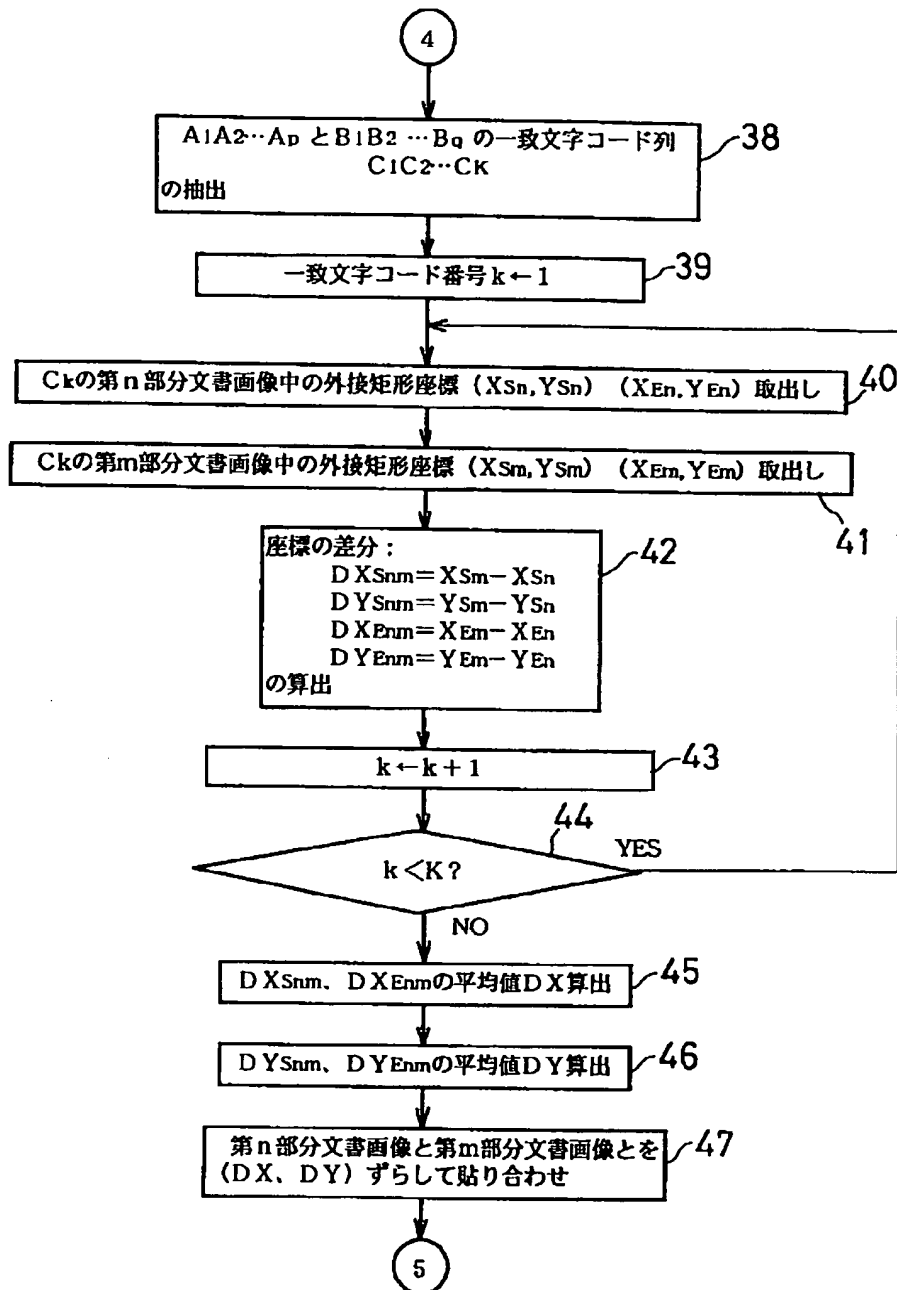 4
A1A2…Ap とB1B2…BQ の一致文字コード列
C1C2…CK
の抽出
38
一致文字コード番号k←1
39
Ckの第n部分文書画像中の外接矩形座標(XSn,YSn) (XEn,YEn)取出し
40
Ckの第m部分文書画像中の外接矩形座標(XSm,YSm) (XEm,YEm)取出し
41
座標の差分:
DXSnm=XSm-XSn
DYSnm=YSm-YSn
DXEnm=XEm-XEn
DYEnm=YEm-YEn
の算出
42
k←k+1
43
44
k<K?
YES
NO
DXSnm、DXEnmの平均値DX算出
45
DYSnm、DYEnmの平均値DY算出
46
第n部分文書画像と第m部分文書画像とを
(DX、DY)ずらして貼り合わせ
47
5